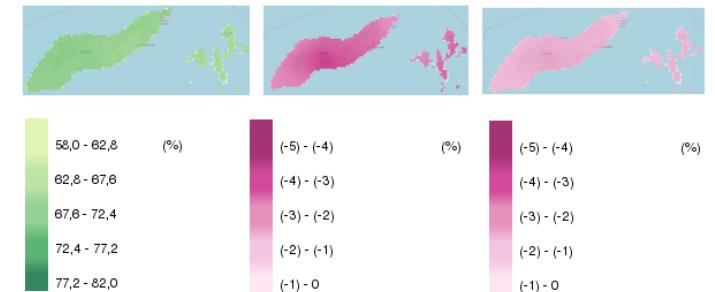 58,0 - 62,8 (%)
62,8 - 67,6
67,6 - 72,4
72,4 - 77,2
77,2 - 82,0
(-5) - (-4) (%)
(-4) - (-3)
(-3) - (-2)
(-2) - (-1)
(-1) - 0
(-5) - (-4) (%)
(-4) - (-3)
(-3) - (-2)
(-2) - (-1)
(-1) - 0